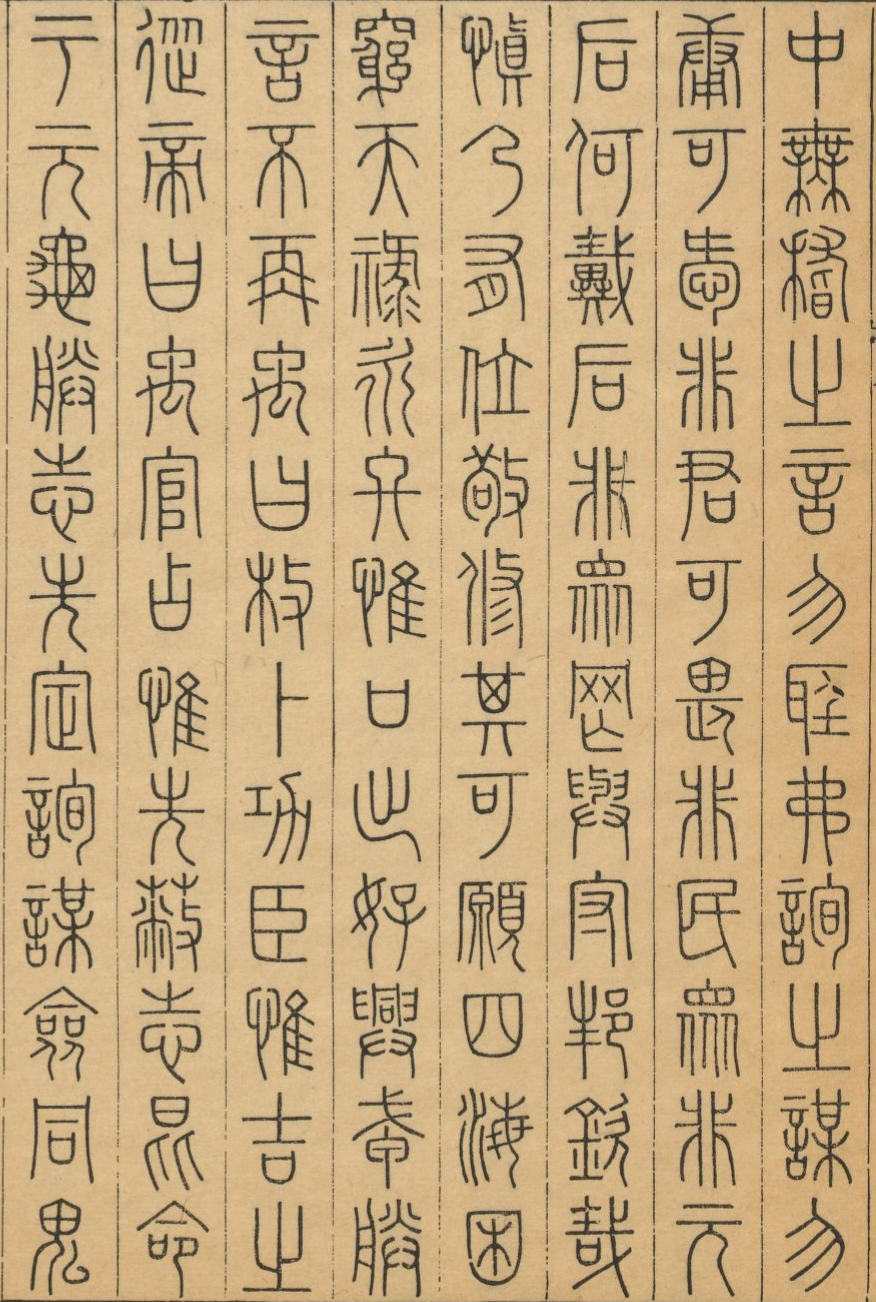 中無稽之言勿聽弗詢之謀勿
庸可愛非君可畏非民眾非元
后何戴后非眾罔與守邦欽哉
慎乃有位敬修其可願四海困
窮天祿永終惟口出好興戎朕
言不再禹曰枚卜功臣惟吉之
從帝曰禹官占惟先蔽志昆命
于元龜朕志先定詢謀僉同鬼